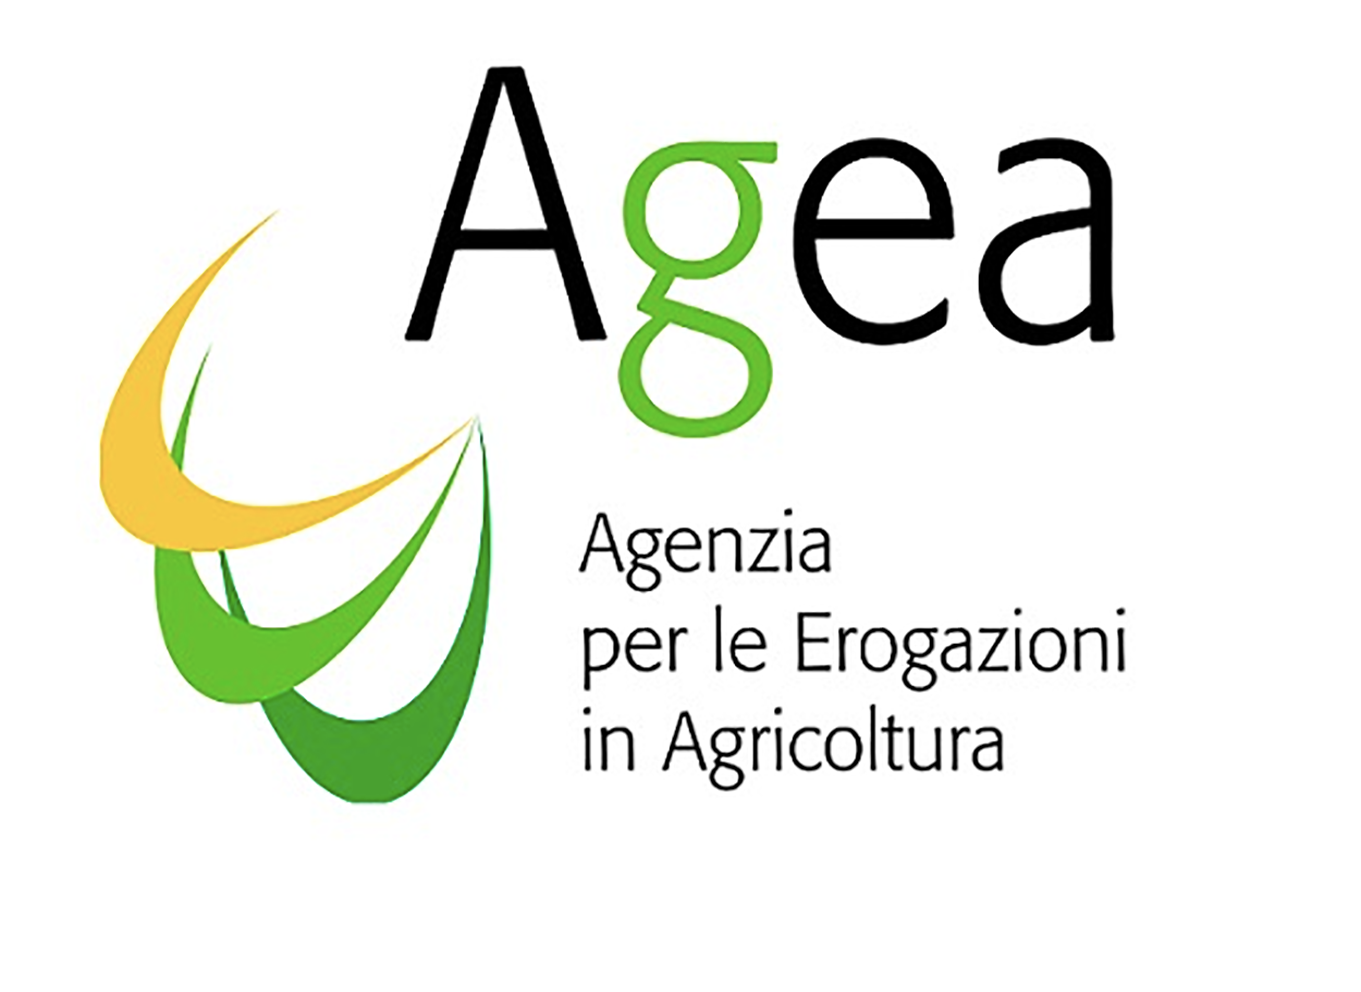 Agea
Agenzia
per le Erogazioni
in Agricoltura